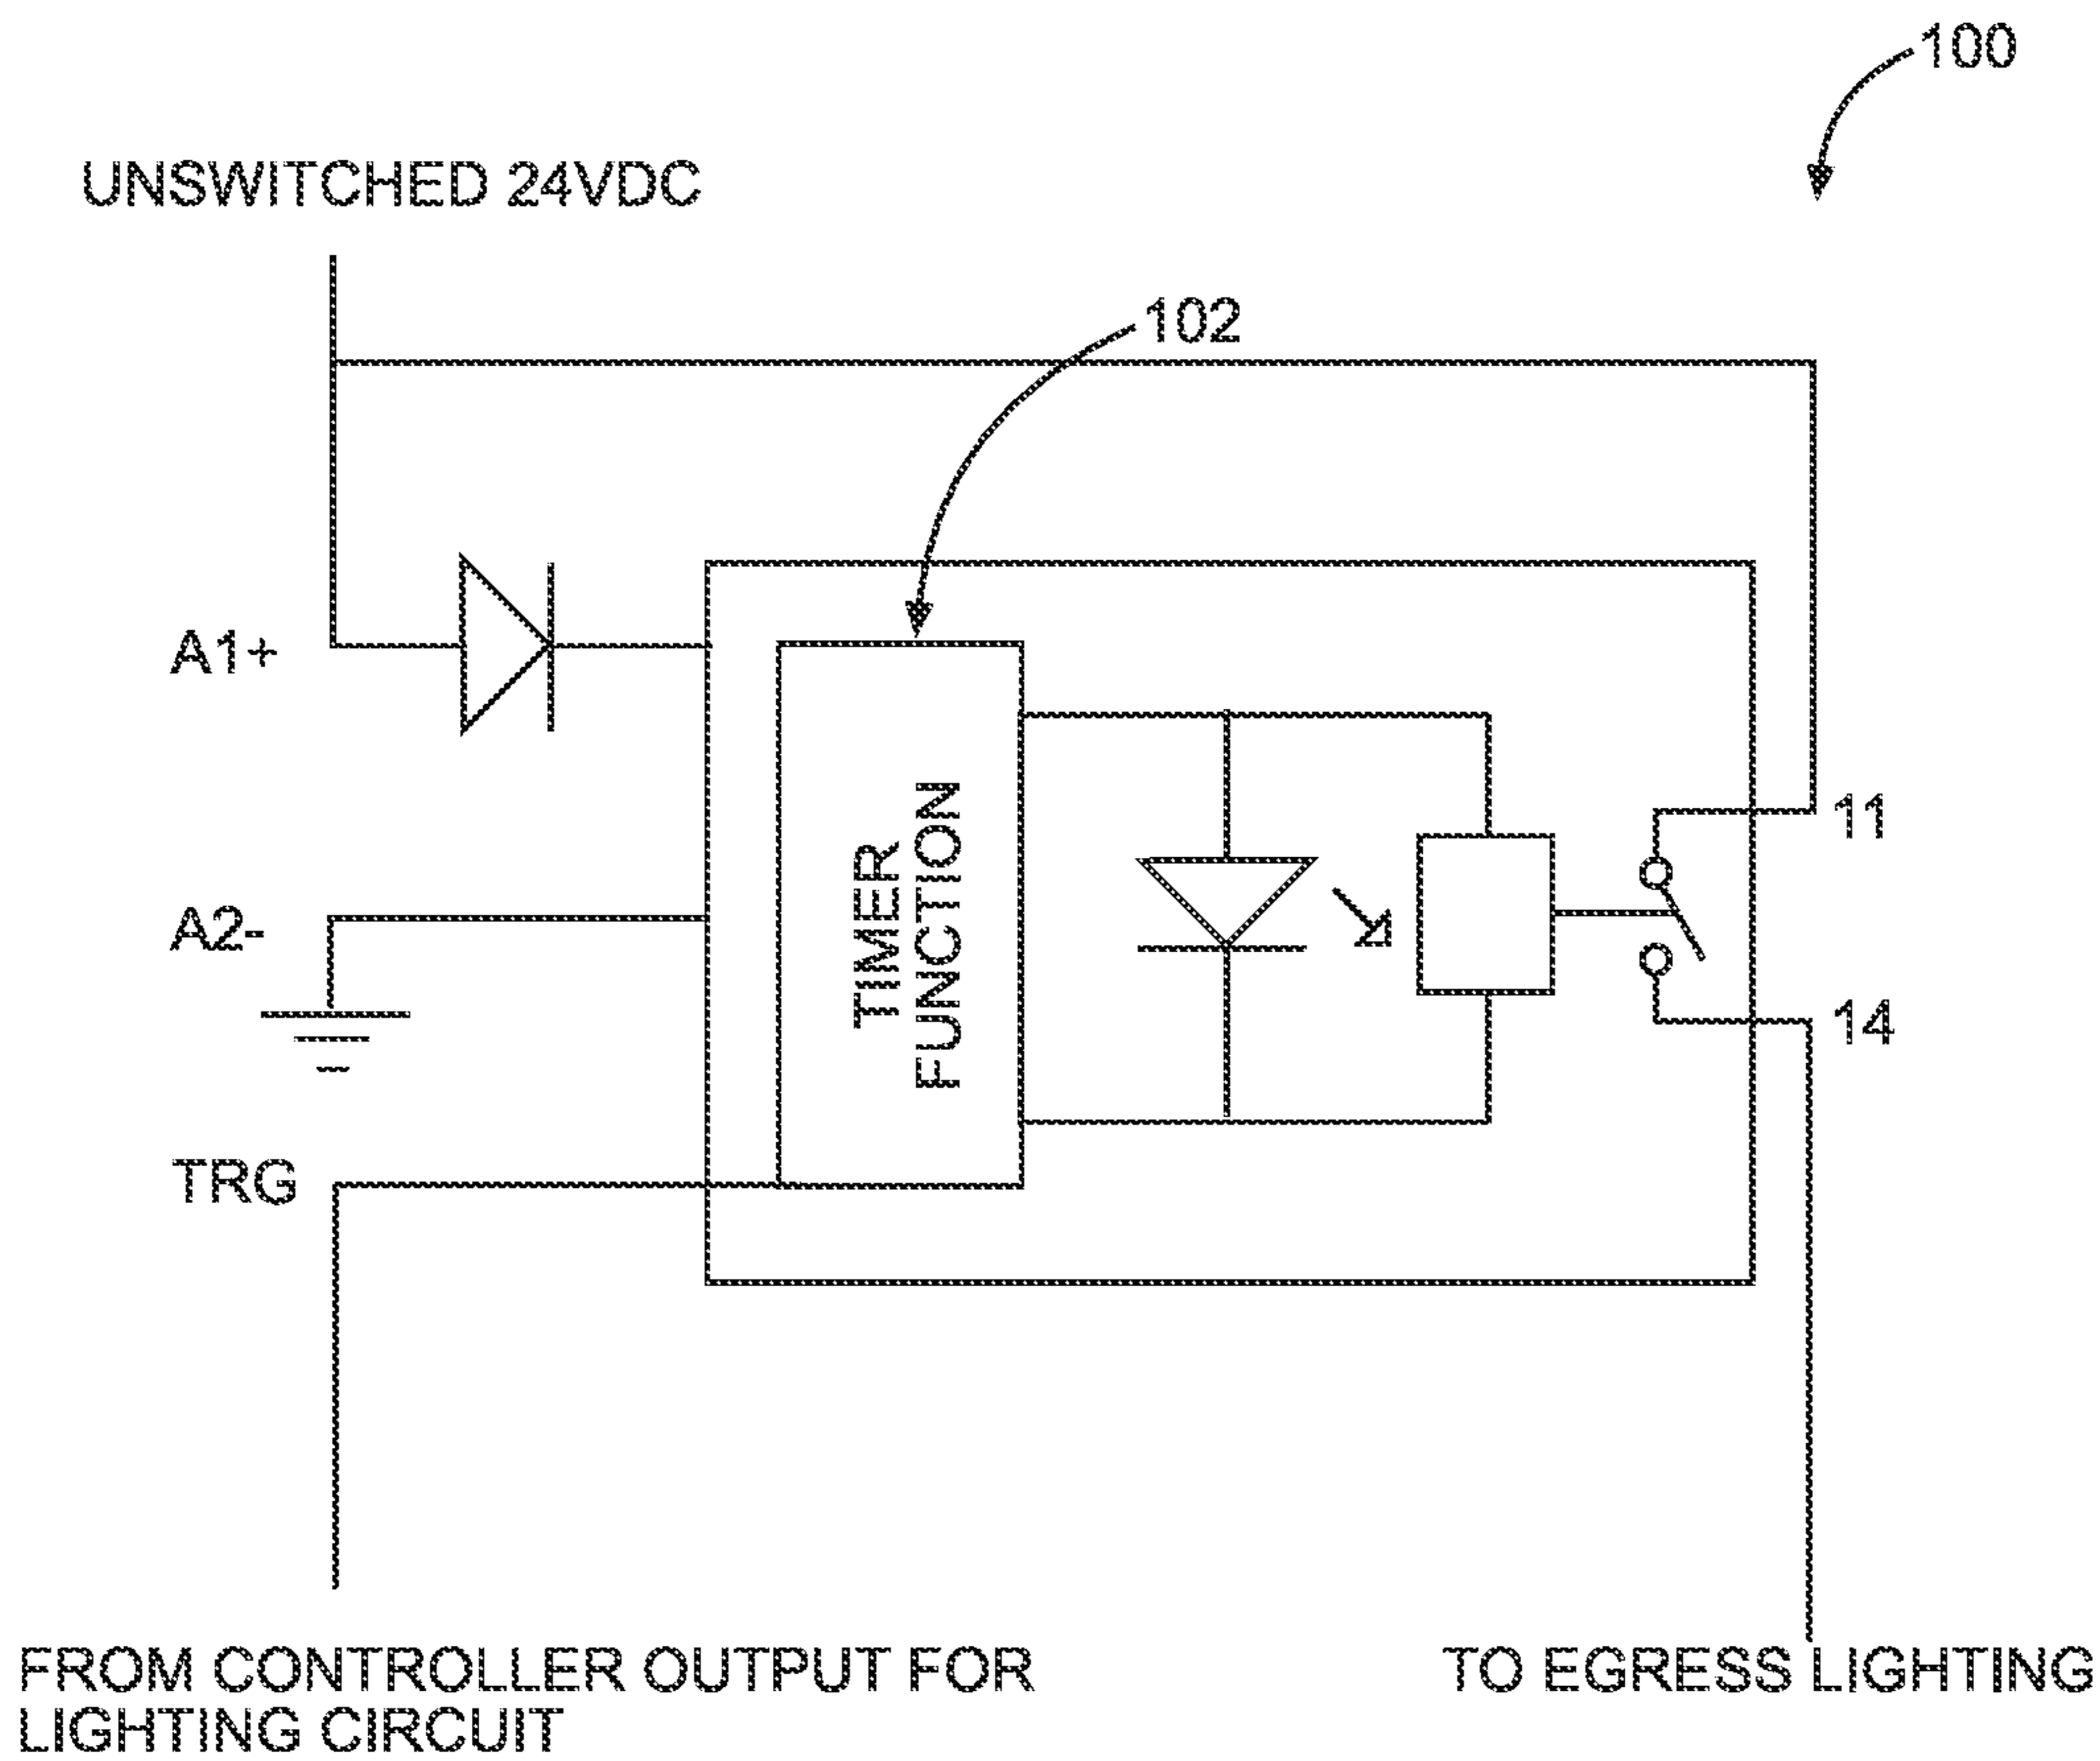 100
UNSWITCHED 24VDC
102
A1+
11
TIMER
FUNCTION
A2-
14
TRG
FROM CONTROLLER OUTPUT FOR
LIGHTING CIRCUIT
TO EGRESS LIGHTING